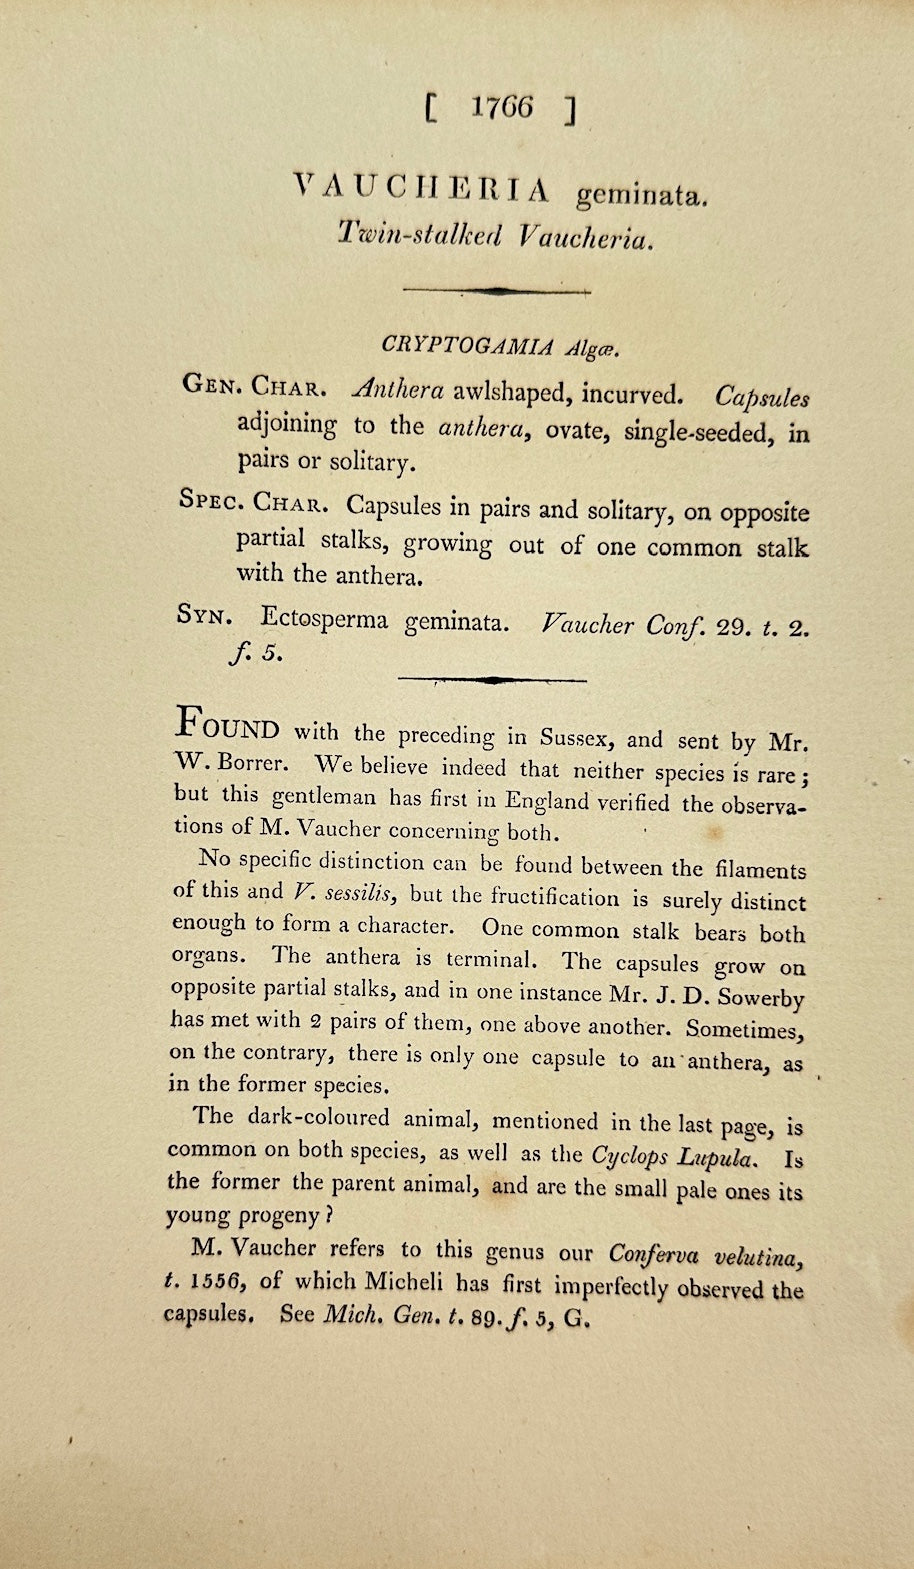 [ 1766 ]
VAUCHERIA geminata.
Twin-stalked Vaucheria.
CRYPTOGAMIA Algæ.
GEN. CHAR. Anthera awlshaped, incurved. Capsules
adjoining to the anthera, ovate, single-seeded, in
pairs or solitary.
SPEC. CHAR. Capsules in pairs and solitary, on opposite
partial stalks, growing out of one common stalk
with the anthera.
SYN. Ectosperma geminata. Vaucher Conf. 29. t. 2.
f. 5.
FOUND with the preceding in Sussex, and sent by Mr.
W. Borrer. We believe indeed that neither species is rare;
but this gentleman has first in England verified the observa-
tions of M. Vaucher concerning both.
No specific distinction can be found between the filaments
of this and V. sessilis, but the fructification is surely distinct
enough to form a character. One common stalk bears both
organs. The anthera is terminal. The capsules grow on
opposite partial stalks, and in one instance Mr. J. D. Sowerby
has met with 2 pairs of them, one above another. Sometimes,
on the contrary, there is only one capsule to an anthera, as
in the former species.
The dark-coloured animal, mentioned in the last page, is
common on both species, as well as the Cyclops Lupula. Is
the former the parent animal, and are the small pale ones its
young progeny?
M. Vaucher refers to this genus our Conferva velutina,
t. 1556, of which Micheli has first imperfectly observed the
capsules. See Mich. Gen. t. 89. f. 5, G.